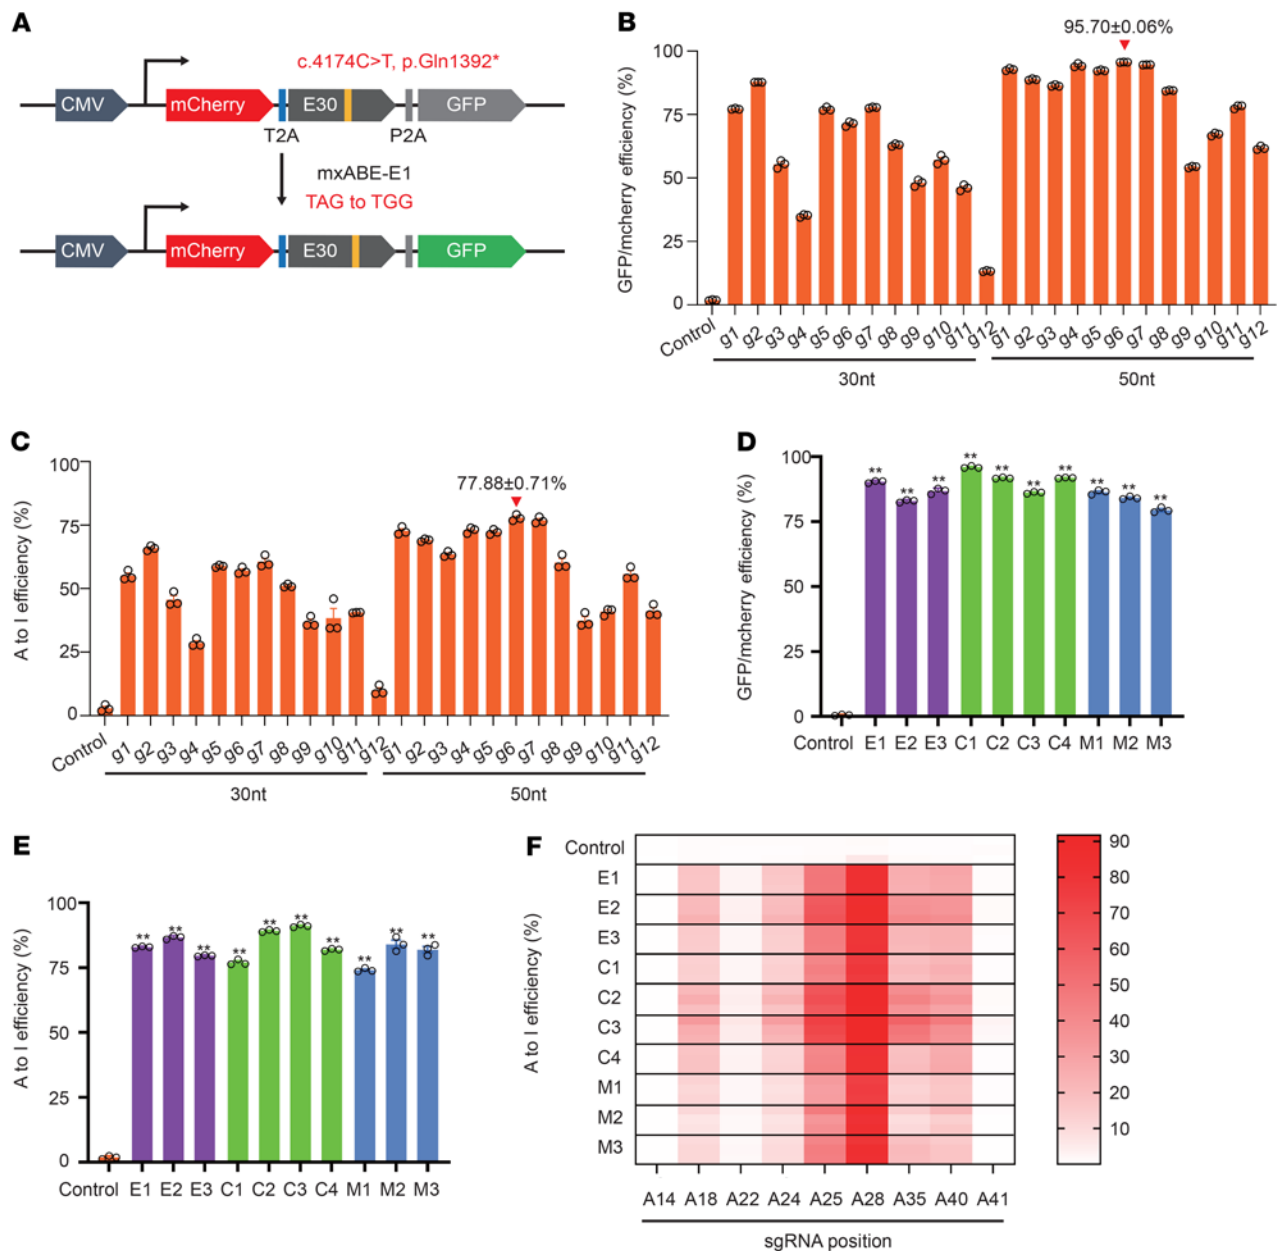 A
c.4174C>T, p.Gln1392*
CMV mCherry E30 GFP
T2A P2A
mxABE-E1
TAG to TGG
CMV mCherry E30 GFP
B
95.70±0.06%
GFP/mcherry efficiency (%)
100
75
50
25
0
Control g1 g2 g3 g4 g5 g6 g7 g8 g9 g10 g11 g12 g1 g2 g3 g4 g5 g6 g7 g8 g9 g10 g11 g12
30nt 50nt
C
77.88±0.71%
A to I efficiency (%)
100
75
50
25
0
Control g1 g2 g3 g4 g5 g6 g7 g8 g9 g10 g11 g12 g1 g2 g3 g4 g5 g6 g7 g8 g9 g10 g11 g12
30nt 50nt
D
GFP/mcherry efficiency (%)
100
75
50
25
0
** ** ** ** ** ** ** ** ** **
Control E1 E2 E3 C1 C2 C3 C4 M1 M2 M3
E
A to I efficiency (%)
100
75
50
25
0
** ** ** ** ** ** ** ** ** **
Control E1 E2 E3 C1 C2 C3 C4 M1 M2 M3
F
A to I efficiency (%)
Control
E1
E2
E3
C1
C2
C3
C4
M1
M2
M3
A14 A18 A22 A24 A25 A28 A35 A40 A41
sgRNA position
90
80
70
60
50
40
30
20
10